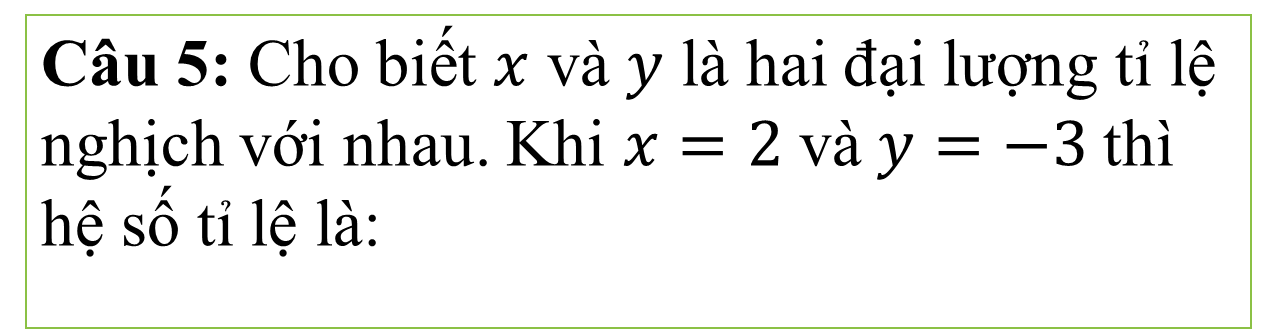 Câu 5: Cho biết x và y là hai đại lượng tỉ lệ
nghịch với nhau. Khi x = 2 và y = −3 thì
hệ số tỉ lệ là: